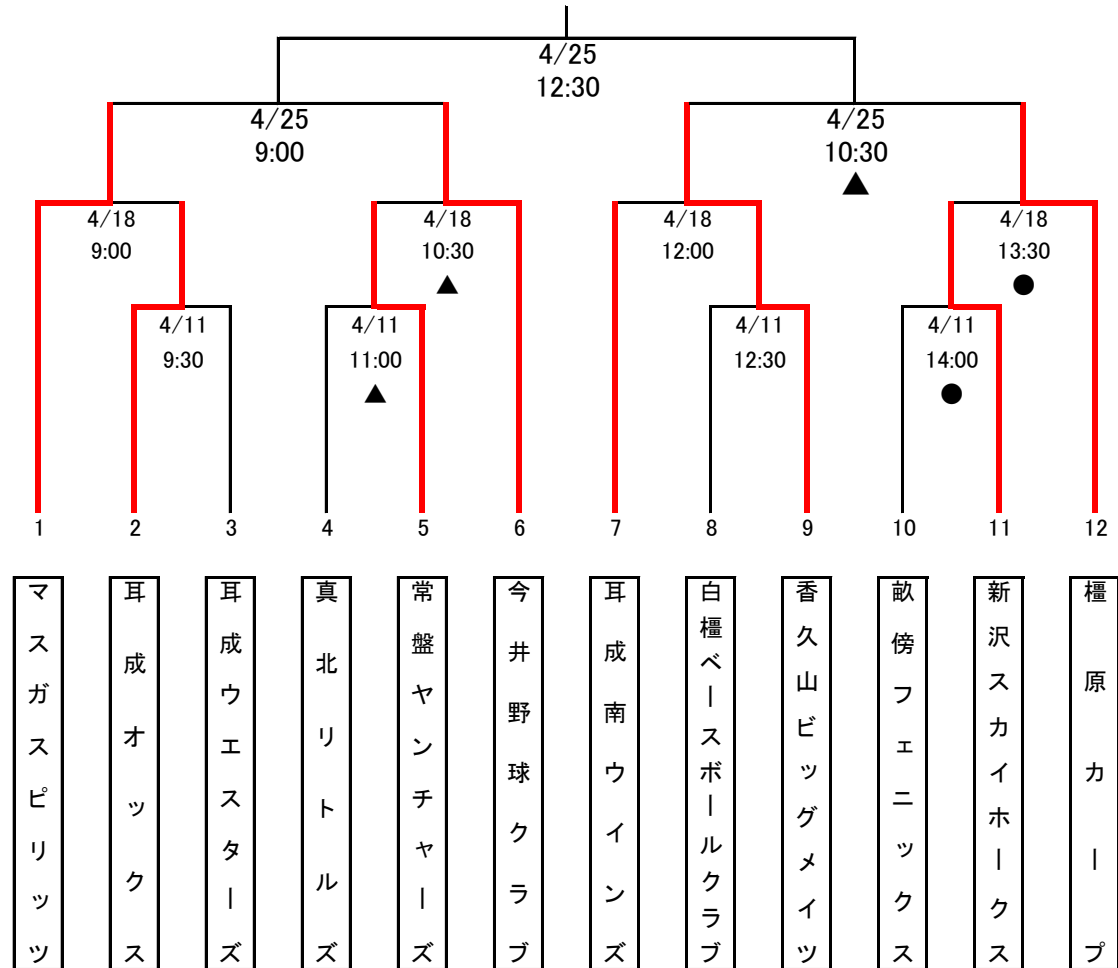 4/25
12:30
4/25
9:00
4/25
10:30
▲
4/18
9:00
4/18
10:30
▲
4/18
12:00
4/18
13:30
●
4/11
9:30
4/11
11:00
▲
4/11
12:30
4/11
14:00
●
1 2 3 4 5 6 7 8 9 10 11 12
マスガスピリッツ
耳成オックス
耳成ウエスターズ
真北リトルズ
常盤ヤンチャーズ
今井野球クラブ
耳成南ウインズ
白橿ベースボールクラブ
香久山ビッグメイツ
畝傍フェニックス
新沢スカイホークス
橿原カープ